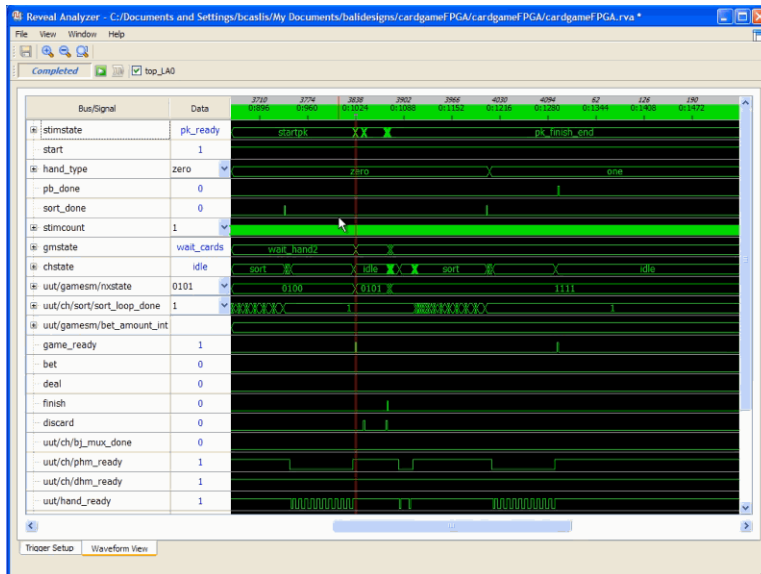 Reveal Analyzer - C:/Documents and Settings/bcaslis/My Documents/balidesigns/cardgameFPGA/cardgameFPGA/cardgameFPGA.rva *
File View Window Help
Completed top_LA0
3710 3774 3838 3902 3966 4030 4094 62 126 190
Bus/Signal Data 0:896 0:960 0:1024 0:1088 0:1152 0:1216 0:1280 0:1344 0:1408 0:1472
stimstate pk_ready startpk pk_finish_end
start 1
hand_type zero zero one
pb_done 0
sort_done 0
stimcount 1
gmstate wait_cards wait_hand2
chstate idle sort idle sort idle
uut/gamesm/nxstate 0101 0100 0101 1111
uut/ch/sort/sort_loop_done 1 1 1
uut/gamesm/bet_amount_int
game_ready 1
bet 0
deal 0
finish 0
discard 0
uut/ch/bj_mux_done 0
uut/ch/phm_ready 1
uut/ch/dhm_ready 1
uut/hand_ready 1
Trigger Setup Waveform View